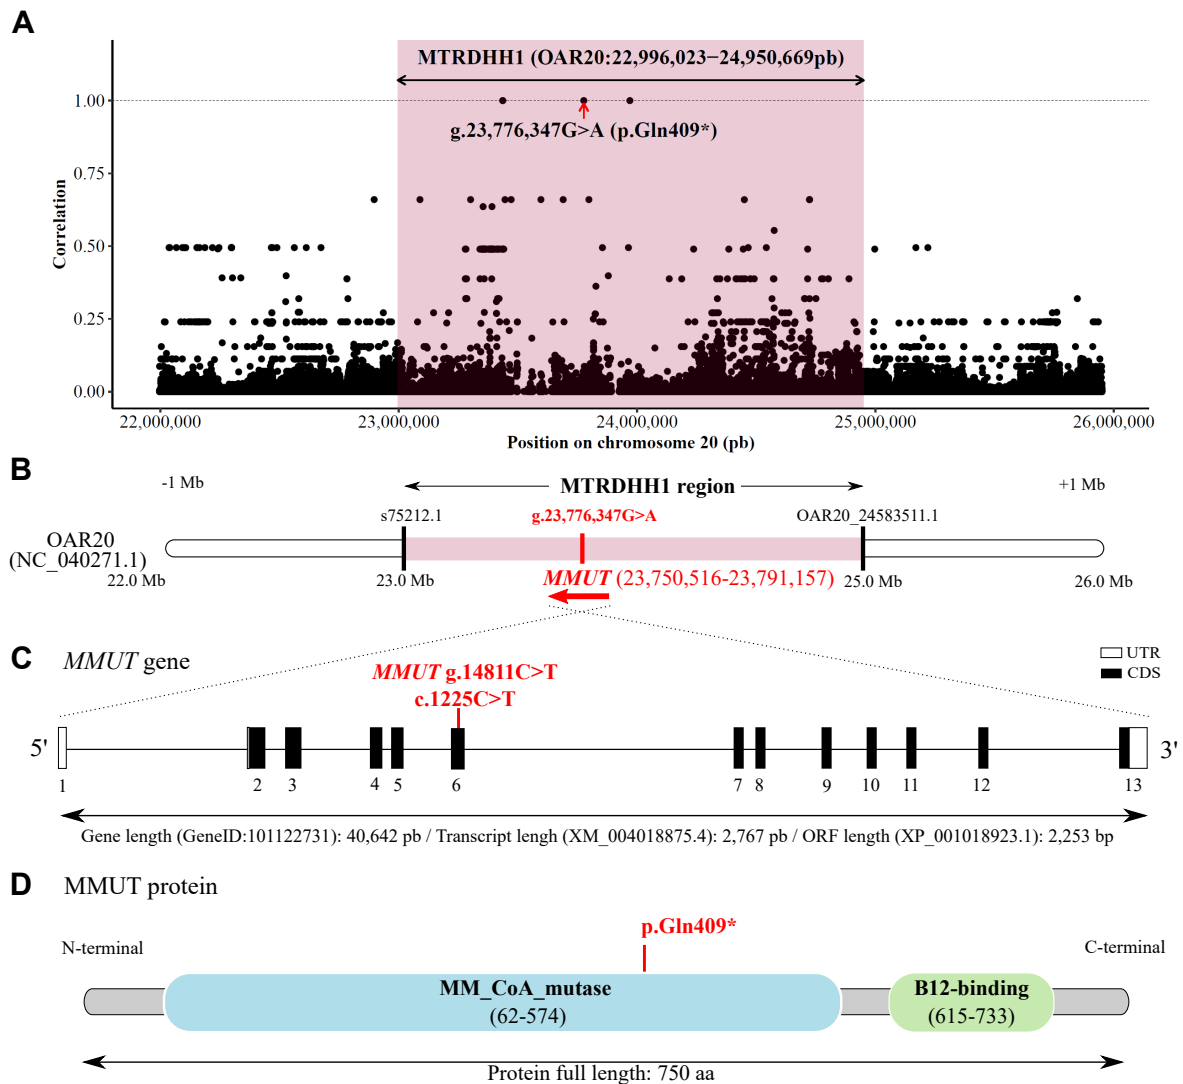 A
MTRDHH1 (OAR20:22,996,023−24,950,669pb)
1.00
g.23,776,347G>A (p.Gln409*)
0.75
Correlation
0.50
0.25
0.00
22,000,000 23,000,000 24,000,000 25,000,000 26,000,000
Position on chromosome 20 (pb)
B
-1 Mb MTRDHH1 region +1 Mb
s75212.1 g.23,776,347G>A OAR20_24583511.1
OAR20
(NC_040271.1)
22.0 Mb 23.0 Mb MMUT (23,750,516-23,791,157) 25.0 Mb 26.0 Mb
C MMUT gene
UTR
CDS
MMUT g.14811C>T
c.1225C>T
5' 3'
1 2 3 4 5 6 7 8 9 10 11 12 13
Gene length (GeneID:101122731): 40,642 pb / Transcript lengh (XM_004018875.4): 2,767 pb / ORF length (XP_001018923.1): 2,253 bp
D MMUT protein
p.Gln409*
N-terminal C-terminal
MM_CoA_mutase
(62-574)
B12-binding
(615-733)
Protein full length: 750 aa